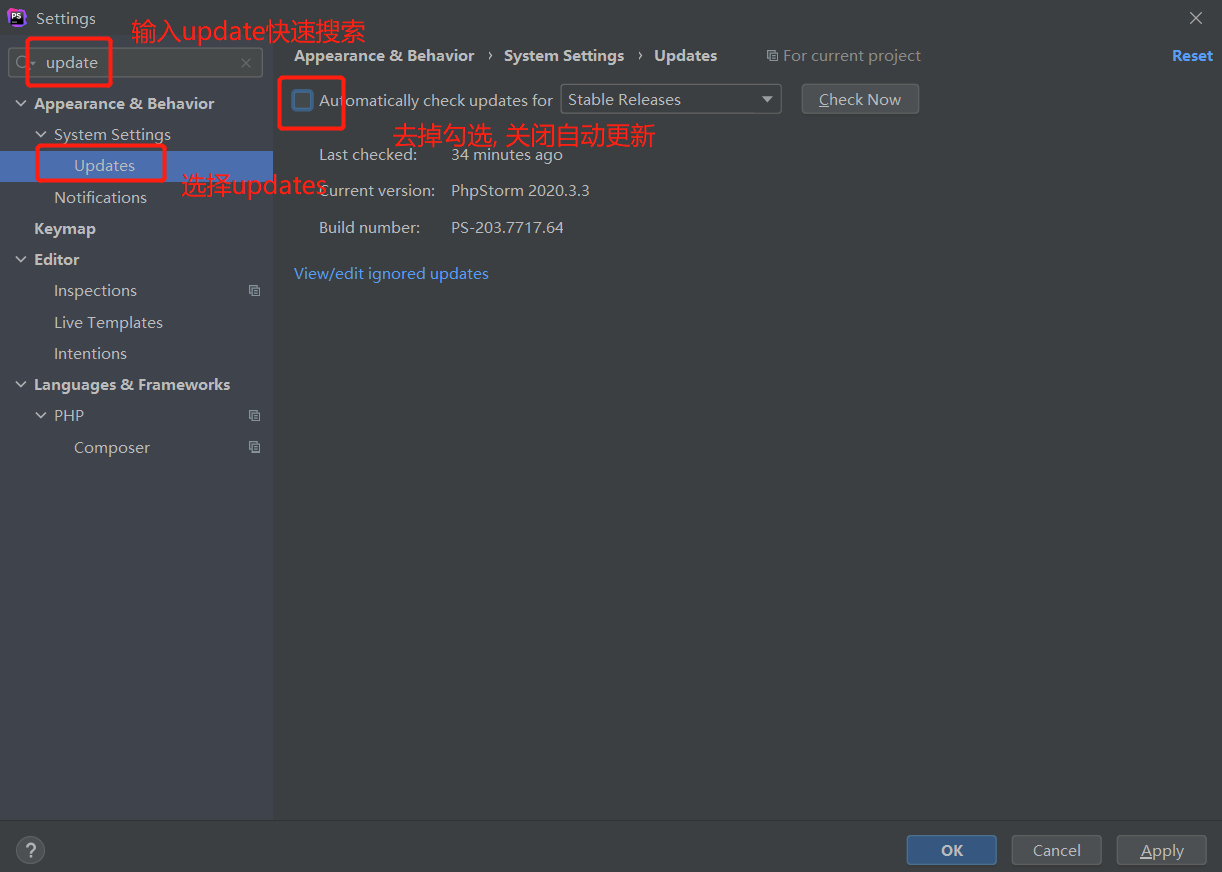 PS Settings
输入update快速搜索
update
Appearance & Behavior › System Settings › Updates For current project Reset
Appearance & Behavior
System Settings
Updates
Notifications
Keymap
Editor
Inspections
Live Templates
Intentions
Languages & Frameworks
PHP
Composer
选择updates
Automatically check updates for Stable Releases Check Now
去掉勾选, 关闭自动更新
Last checked: 34 minutes ago
Current version: PhpStorm 2020.3.3
Build number: PS-203.7717.64
View/edit ignored updates
? OK Cancel Apply